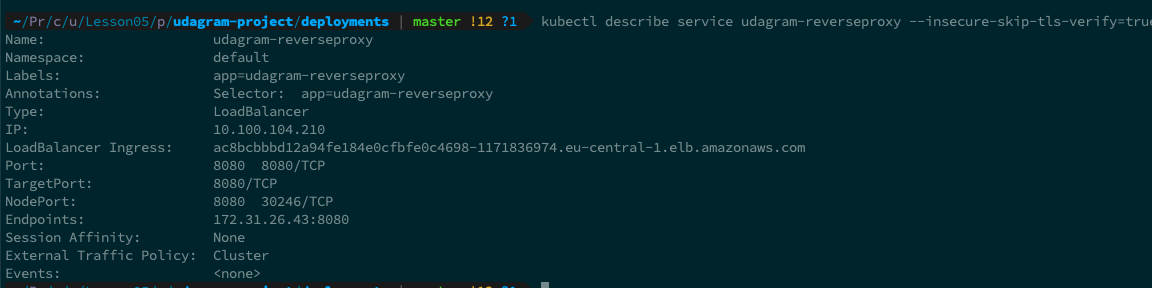 ~/Pr/c/u/Lesson05/p/udagram-project/deployments | master !12 ?1 kubectl describe service udagram-reverseproxy --insecure-skip-tls-verify=true
Name: udagram-reverseproxy
Namespace: default
Labels: app=udagram-reverseproxy
Annotations: Selector: app=udagram-reverseproxy
Type: LoadBalancer
IP: 10.100.104.210
LoadBalancer Ingress: ac8bcbbbd12a94fe184e0cfbfe0c4698-1171836974.eu-central-1.elb.amazonaws.com
Port: 8080 8080/TCP
TargetPort: 8080/TCP
NodePort: 8080 30246/TCP
Endpoints: 172.31.26.43:8080
Session Affinity: None
External Traffic Policy: Cluster
Events: <none>